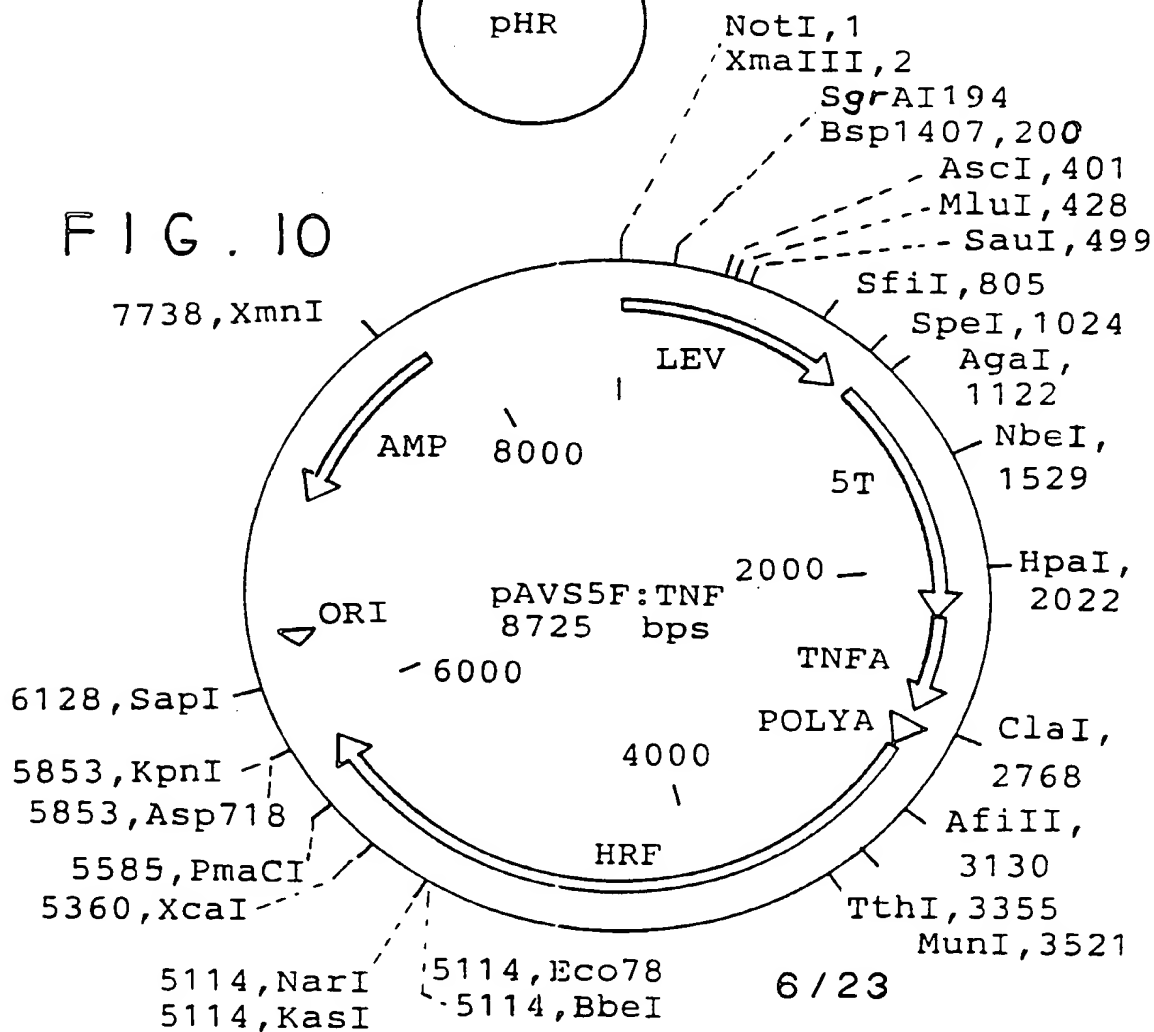 pHR
NotI,1
XmaIII,2
SgrAI194
Bsp1407,200
AscI,401
MluI,428
SauI,499
FIG. 10
SfiI,805
7738,XmnI
SpeI,1024
LEV
AgaI,
1122
AMP
8000
NbeI,
1529
5T
2000
HpaI,
2022
pAVS5F:TNF
8725 bps
ORI
TNFA
6000
6128,SapI
POLYA
ClaI,
2768
4000
5853,KpnI
5853,Asp718
AfiII,
3130
HRF
5585,PmaCI
5360,XcaI
TthI,3355
MunI,3521
5114,NarI
5114,KasI
5114,Eco78
5114,BbeI
6/23